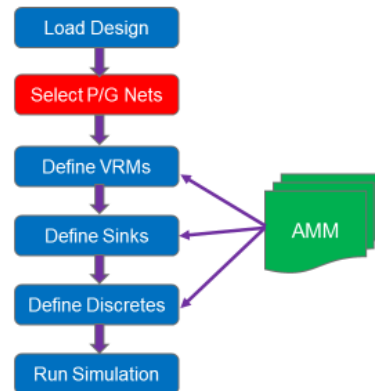 Load Design
Select P/G Nets
Define VRMs
Define Sinks
AMM
Define Discretes
Run Simulation